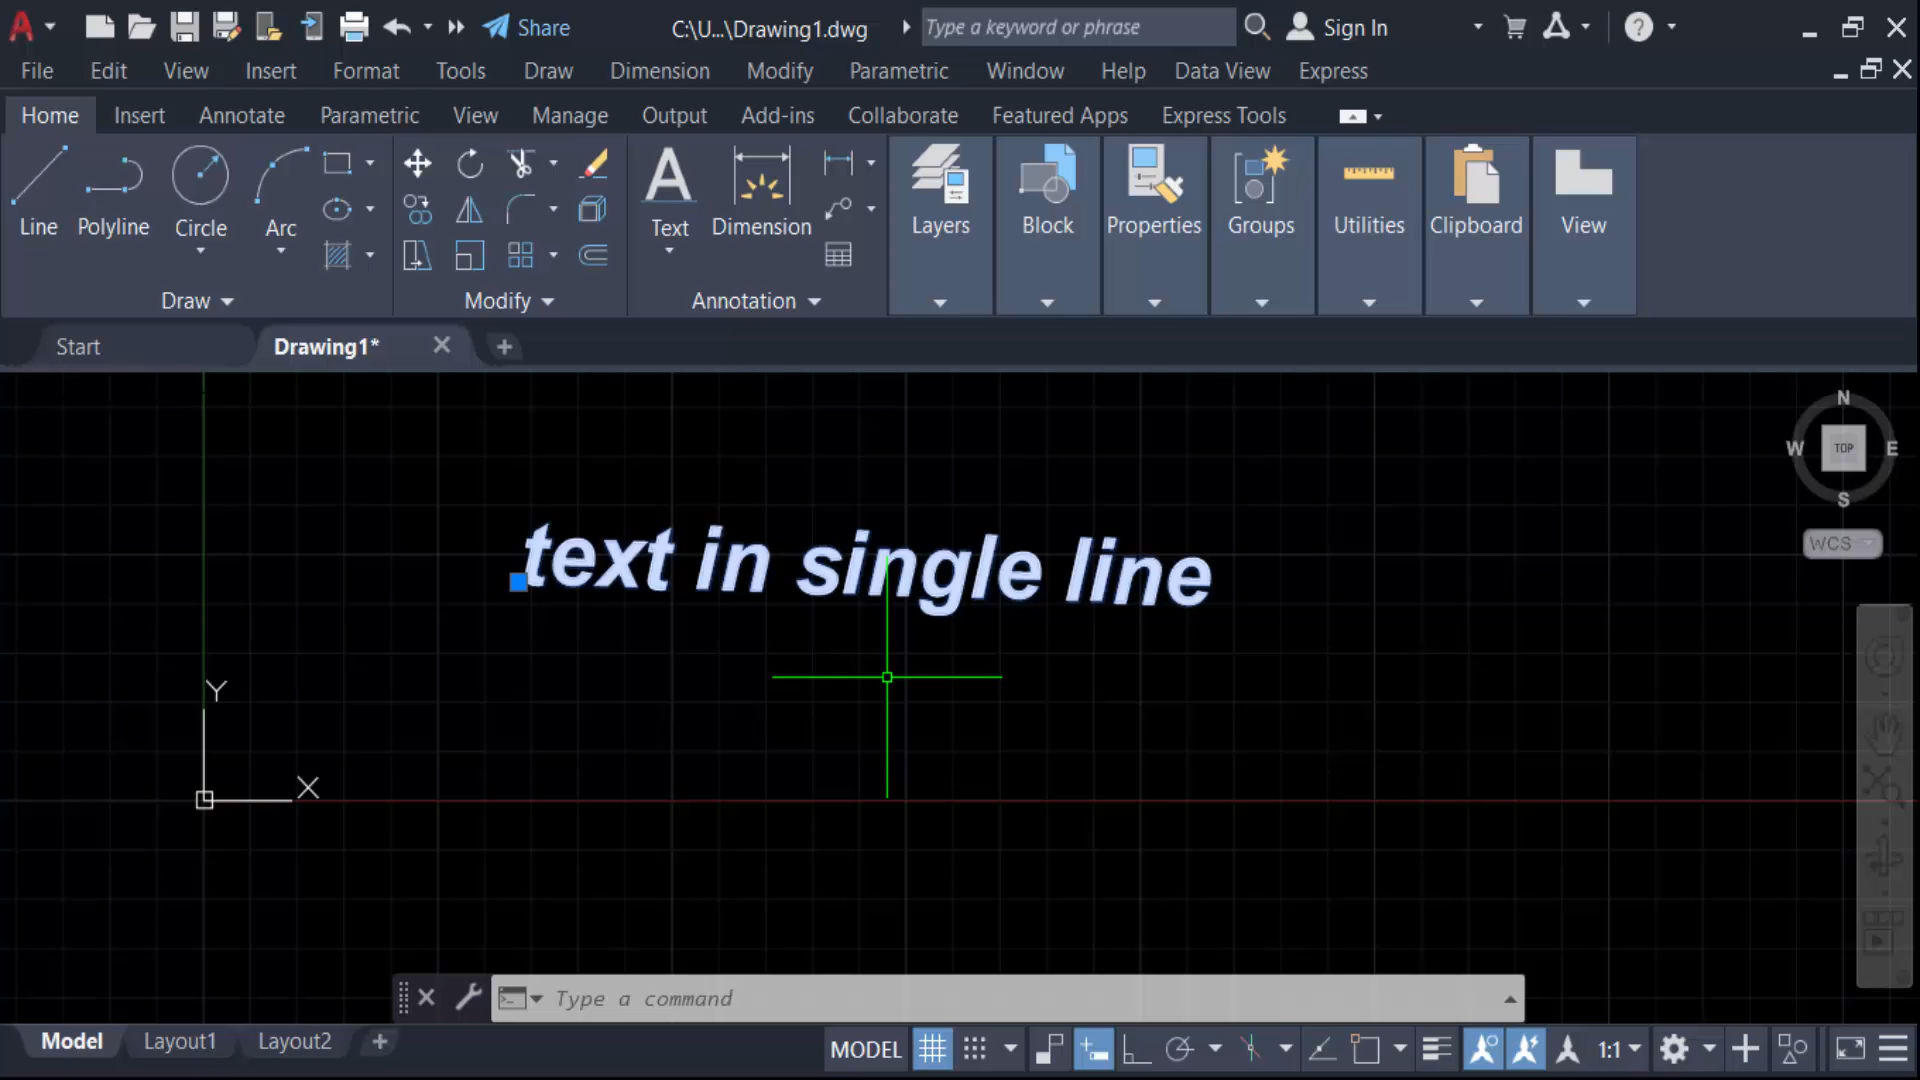 Share
C:\U...\Drawing1.dwg
Type a keyword or phrase
Sign In
File Edit View Insert Format Tools Draw Dimension Modify Parametric Window Help Data View Express
Home Insert Annotate Parametric View Manage Output Add-ins Collaborate Featured Apps Express Tools
Line Polyline Circle Arc
Text Dimension
Layers Block Properties Groups Utilities Clipboard View
Draw Modify Annotation
Start Drawing1*
N
W TOP E
S
WCS
text in single line
Y
X
Type a command
Model Layout1 Layout2
MODEL 1:1